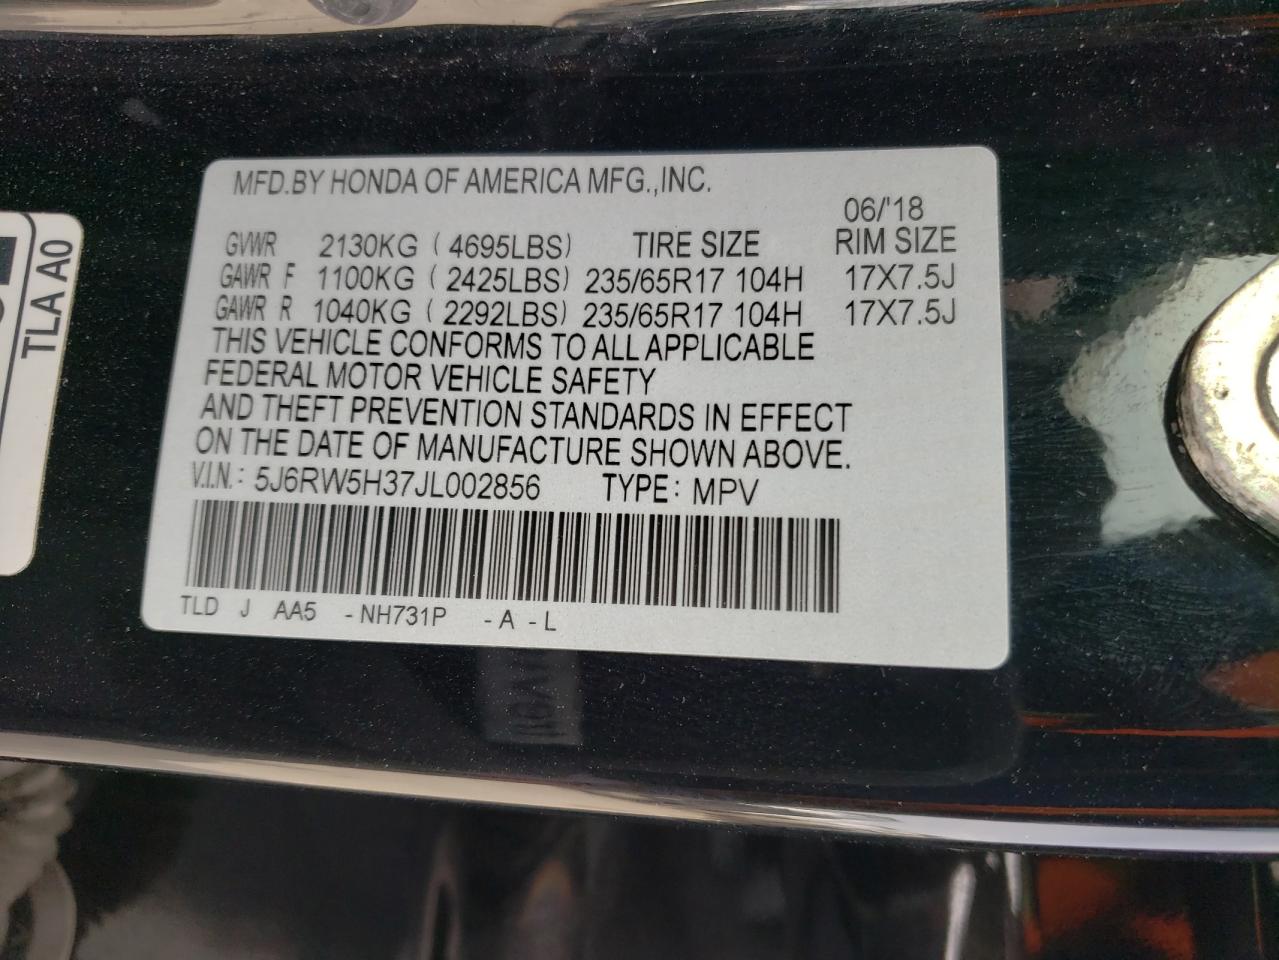 MFD.BY HONDA OF AMERICA MFG.,INC.
06/'18
GVWR 2130KG ( 4695LBS) TIRE SIZE RIM SIZE
GAWR F 1100KG ( 2425LBS) 235/65R17 104H 17X7.5J
GAWR R 1040KG ( 2292LBS) 235/65R17 104H 17X7.5J
THIS VEHICLE CONFORMS TO ALL APPLICABLE
FEDERAL MOTOR VEHICLE SAFETY
AND THEFT PREVENTION STANDARDS IN EFFECT
ON THE DATE OF MANUFACTURE SHOWN ABOVE.
V.I.N.: 5J6RW5H37JL002856 TYPE: MPV
TLD J AA5 -NH731P -A -L
TLA A0